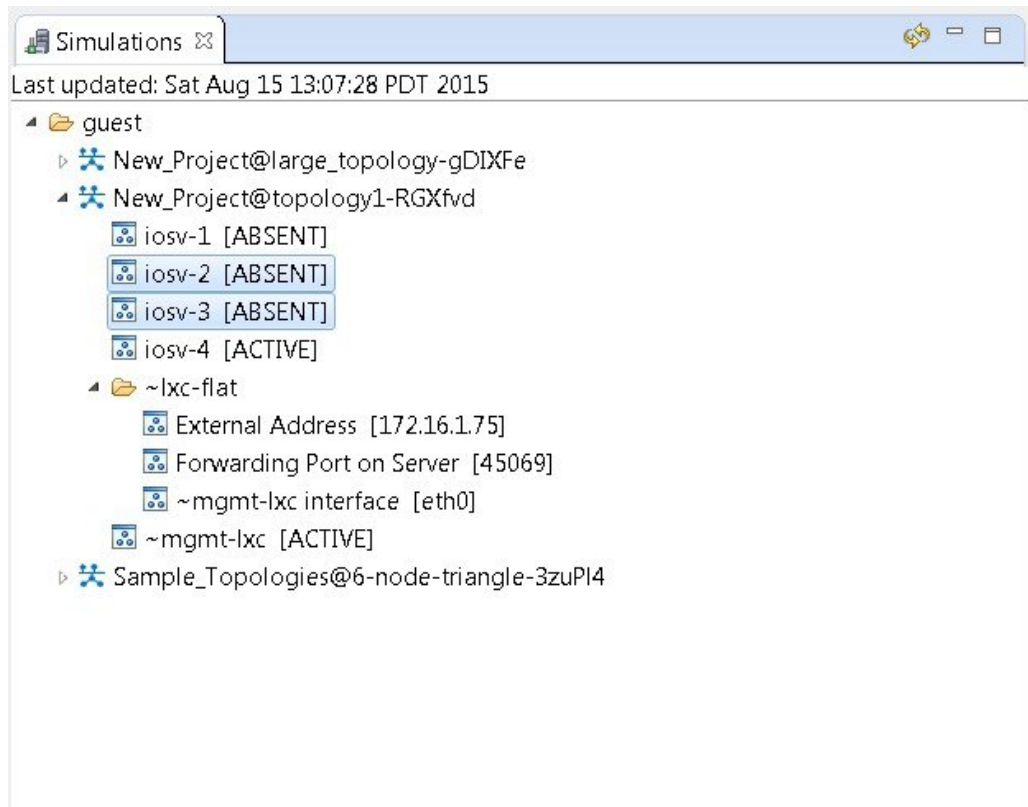 Simulations
Last updated: Sat Aug 15 13:07:28 PDT 2015
guest
New_Project@large_topology-gDIXFe
New_Project@topology1-RGXfvd
iosv-1 [ABSENT]
iosv-2 [ABSENT]
iosv-3 [ABSENT]
iosv-4 [ACTIVE]
~lxc-flat
External Address [172.16.1.75]
Forwarding Port on Server [45069]
~mgmt-lxc interface [eth0]
~mgmt-lxc [ACTIVE]
Sample_Topologies@6-node-triangle-3zuPl4